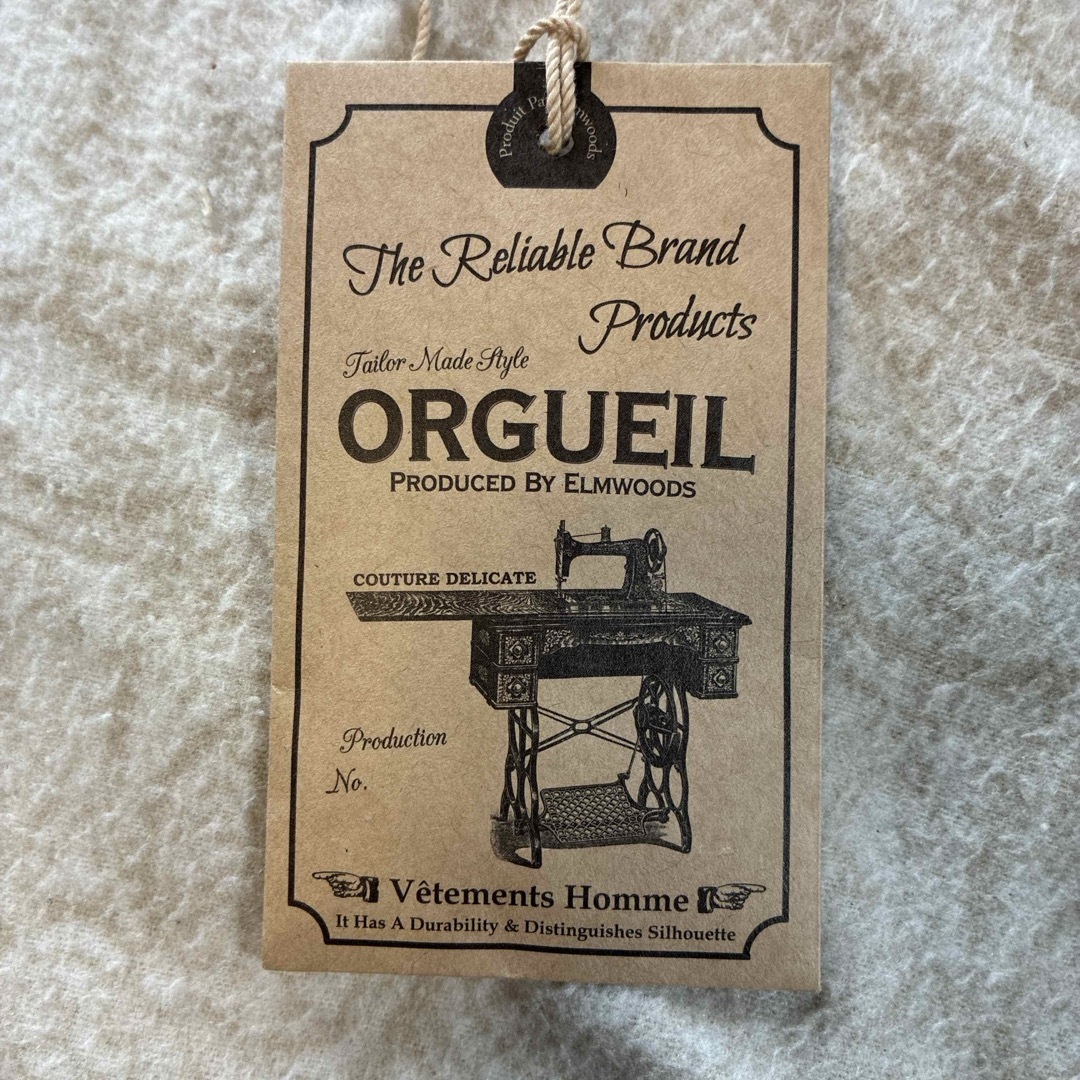 Produit
The Reliable Brand
Products
Tailor Made Style
ORGUEIL
PRODUCED BY ELMWOODS
COUTURE DELICATE
Production
No.
Vêtements Homme
It Has A Durability & Distinguishes Silhouette